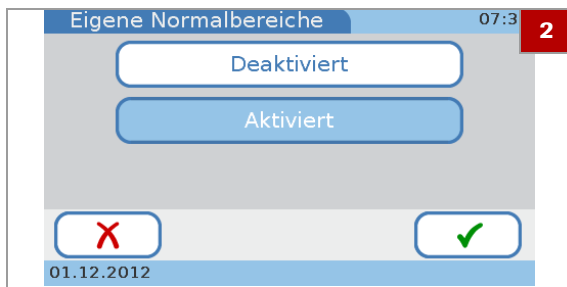 Eigene Normalbereiche 07:3
2
Deaktiviert
Aktiviert
01.12.2012